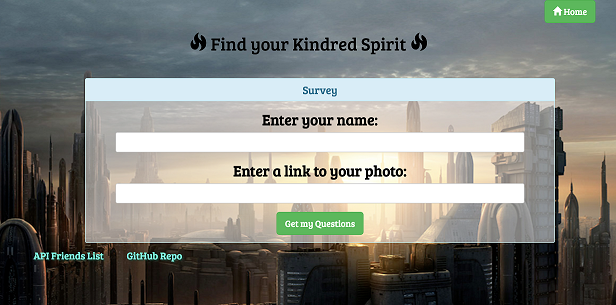 Home
Find your Kindred Spirit
Survey
Enter your name:
Enter a link to your photo:
Get my Questions
API Friends List GitHub Repo